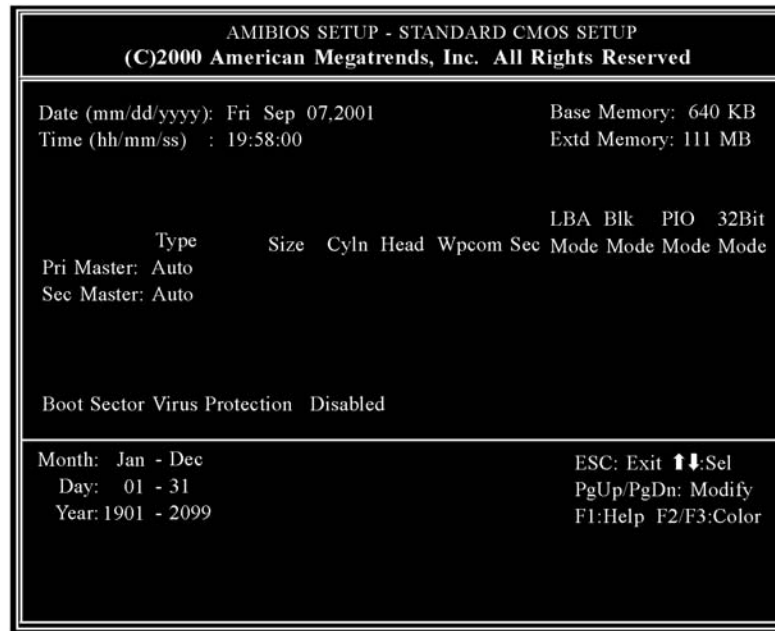 AMIBIOS SETUP - STANDARD CMOS SETUP
(C)2000 American Megatrends, Inc. All Rights Reserved
Date (mm/dd/yyyy): Fri Sep 07,2001 Base Memory: 640 KB
Time (hh/mm/ss) : 19:58:00 Extd Memory: 111 MB
LBA Blk PIO 32Bit
Type Size Cyln Head Wpcom Sec Mode Mode Mode Mode
Pri Master: Auto
Sec Master: Auto
Boot Sector Virus Protection Disabled
Month: Jan - Dec ESC: Exit ⬆⬇:Sel
Day: 01 - 31 PgUp/PgDn: Modify
Year: 1901 - 2099 F1:Help F2/F3:Color